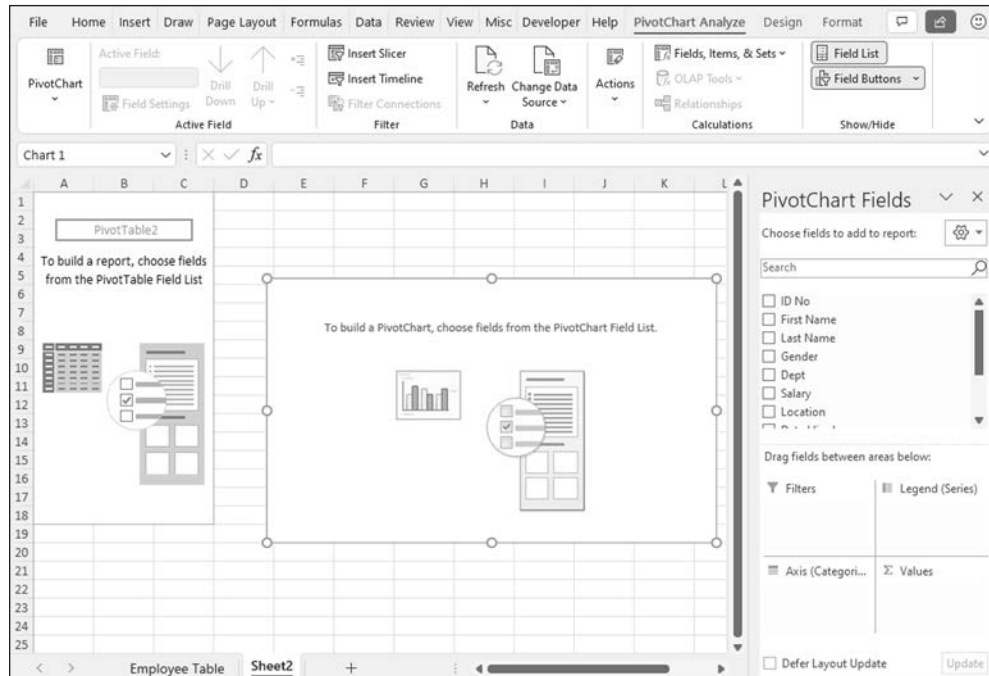 File Home Insert Draw Page Layout Formulas Data Review View Misc Developer Help PivotChart Analyze Design Format
PivotChart
Active Field:
Field Settings
Drill Down
Drill Up
Active Field
Insert Slicer
Insert Timeline
Filter Connections
Filter
Refresh
Change Data Source
Data
Actions
Fields, Items, & Sets
OLAP Tools
Relationships
Calculations
Field List
Field Buttons
Show/Hide
Chart 1
fx
A B C D E F G H I J K L
1
2
3
4
5
6
7
8
9
10
11
12
13
14
15
16
17
18
19
20
21
22
23
24
25
PivotTable2
To build a report, choose fields
from the PivotTable Field List
To build a PivotChart, choose fields from the PivotChart Field List.
PivotChart Fields
Choose fields to add to report:
Search
ID No
First Name
Last Name
Gender
Dept
Salary
Location
Drag fields between areas below:
Filters
Legend (Series)
Axis (Categori...
Σ Values
Defer Layout Update
Update
Employee Table Sheet2 +